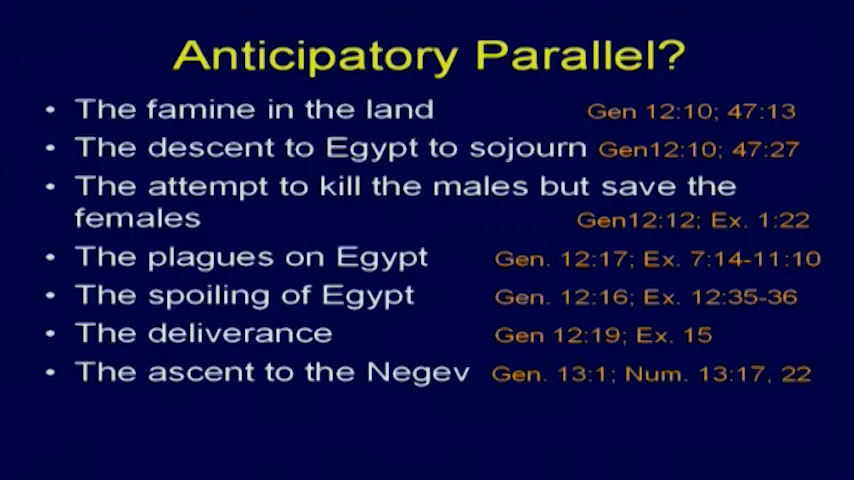 Anticipatory Parallel?
• The famine in the land Gen 12:10; 47:13
• The descent to Egypt to sojourn Gen12:10; 47:27
• The attempt to kill the males but save the
females Gen12:12; Ex. 1:22
• The plagues on Egypt Gen. 12:17; Ex. 7:14-11:10
• The spoiling of Egypt Gen. 12:16; Ex. 12:35-36
• The deliverance Gen 12:19; Ex. 15
• The ascent to the Negev Gen. 13:1; Num. 13:17, 22